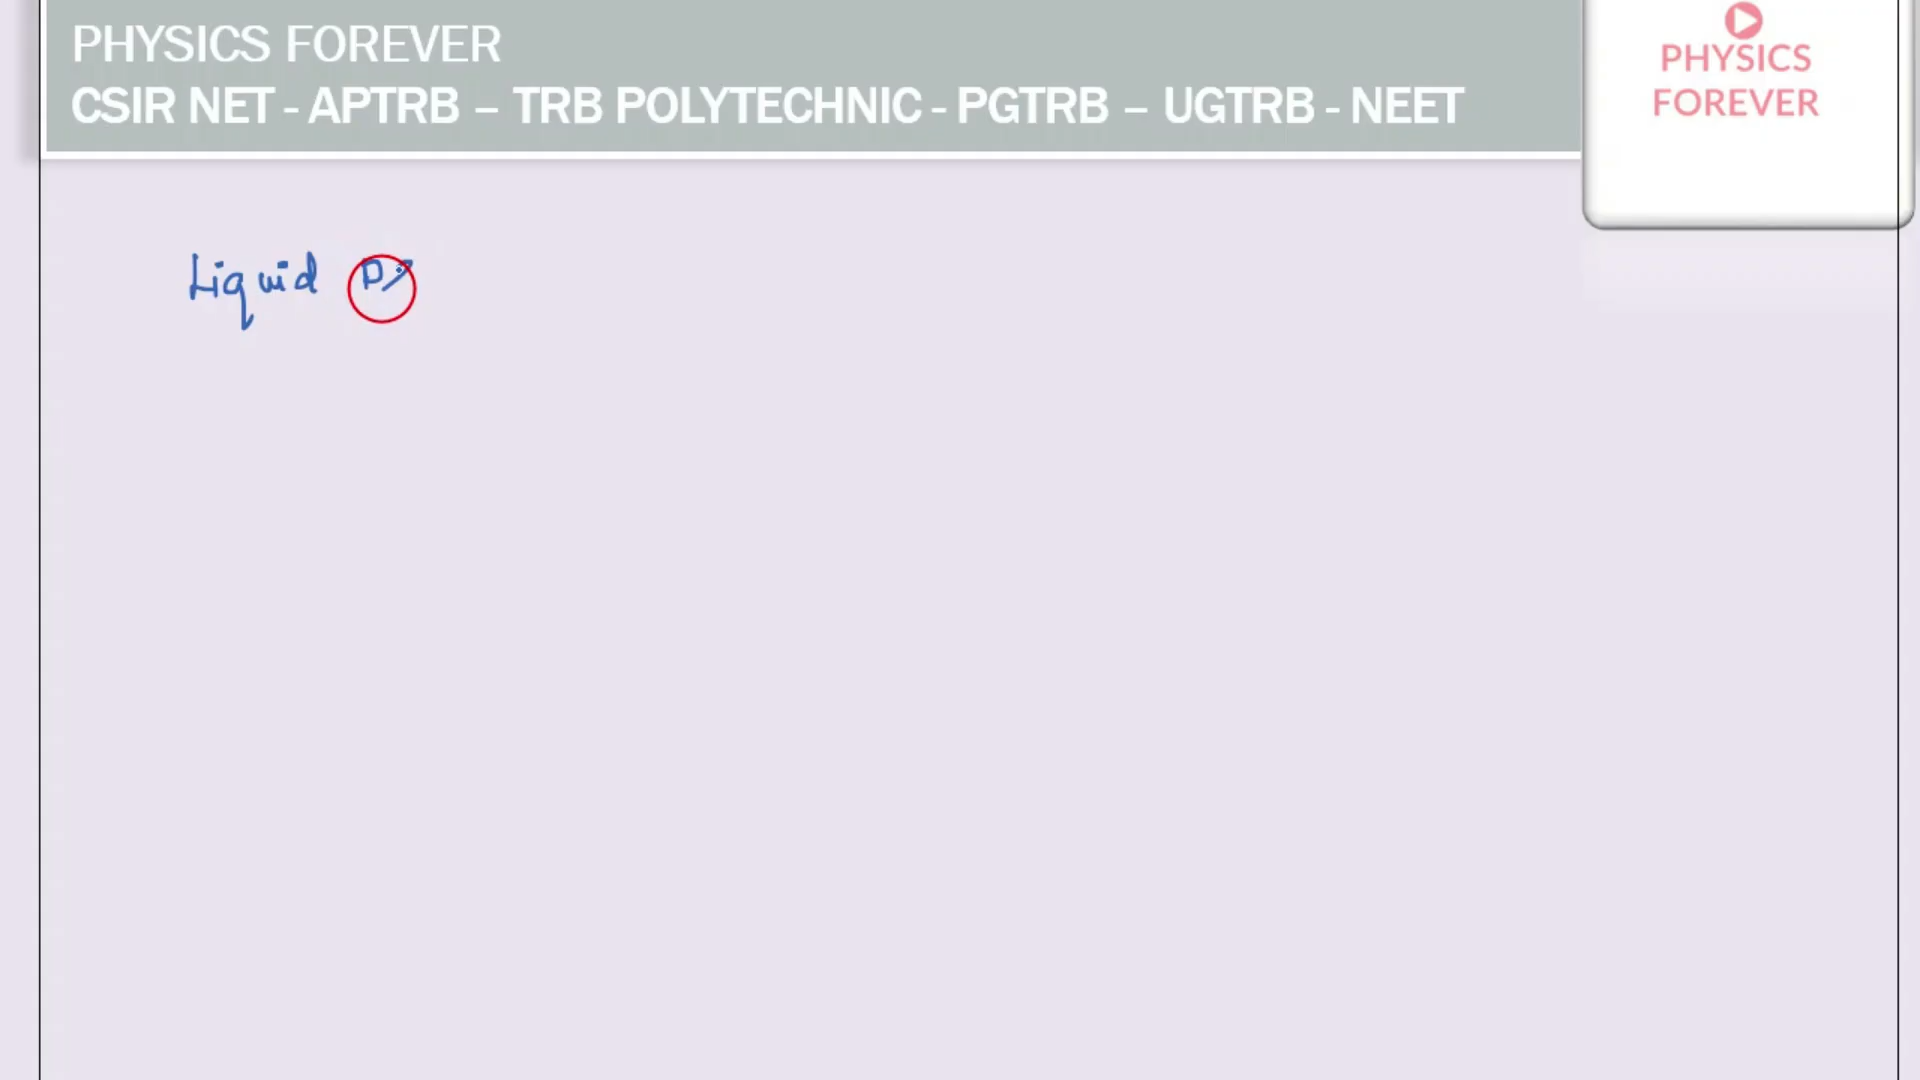 PHYSICS FOREVER
CSIR NET - APTRB – TRB POLYTECHNIC - PGTRB – UGTRB - NEET
PHYSICS
FOREVER
Liquid